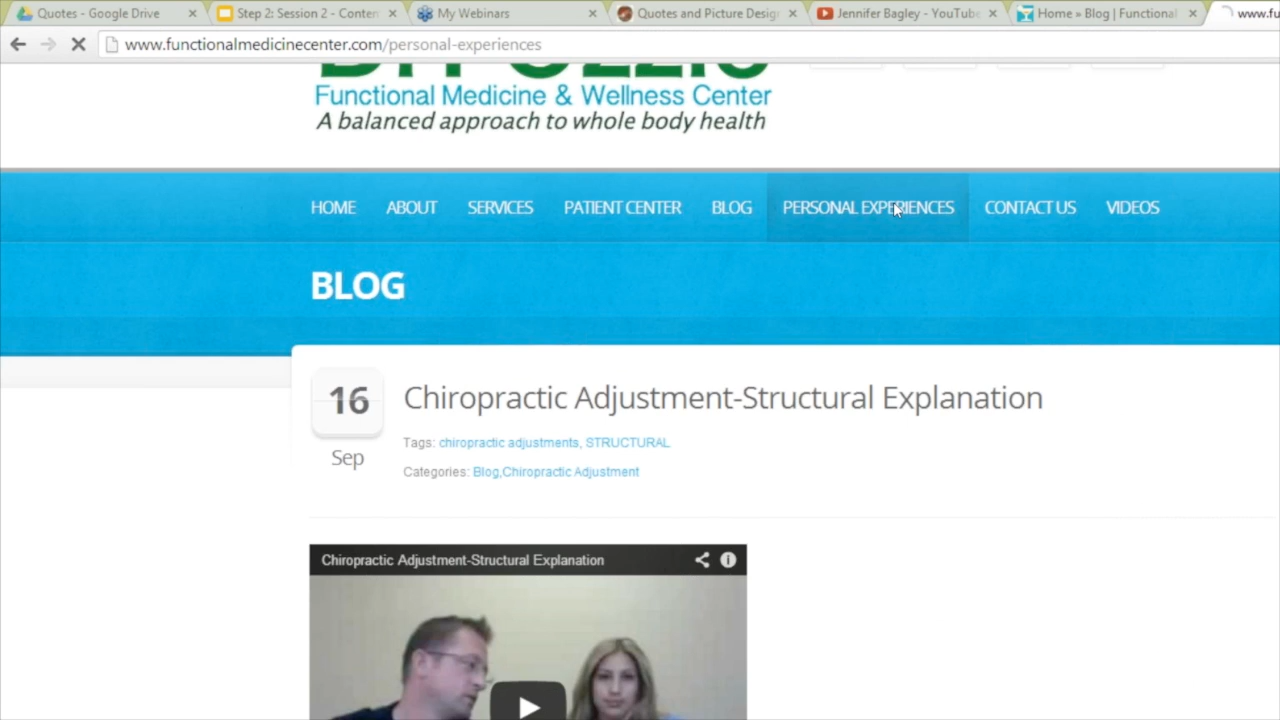 Quotes - Google Drive
Step 2: Session 2 - Conten
My Webinars
Quotes and Picture Desig
Jennifer Bagley - YouTube
Home » Blog | Functional
www.fu
www.functionalmedicinecenter.com/personal-experiences
Functional Medicine & Wellness Center
A balanced approach to whole body health
HOME ABOUT SERVICES PATIENT CENTER BLOG PERSONAL EXPERIENCES CONTACT US VIDEOS
BLOG
16
Sep
Chiropractic Adjustment-Structural Explanation
Tags: chiropractic adjustments, STRUCTURAL
Categories: Blog,Chiropractic Adjustment
Chiropractic Adjustment-Structural Explanation